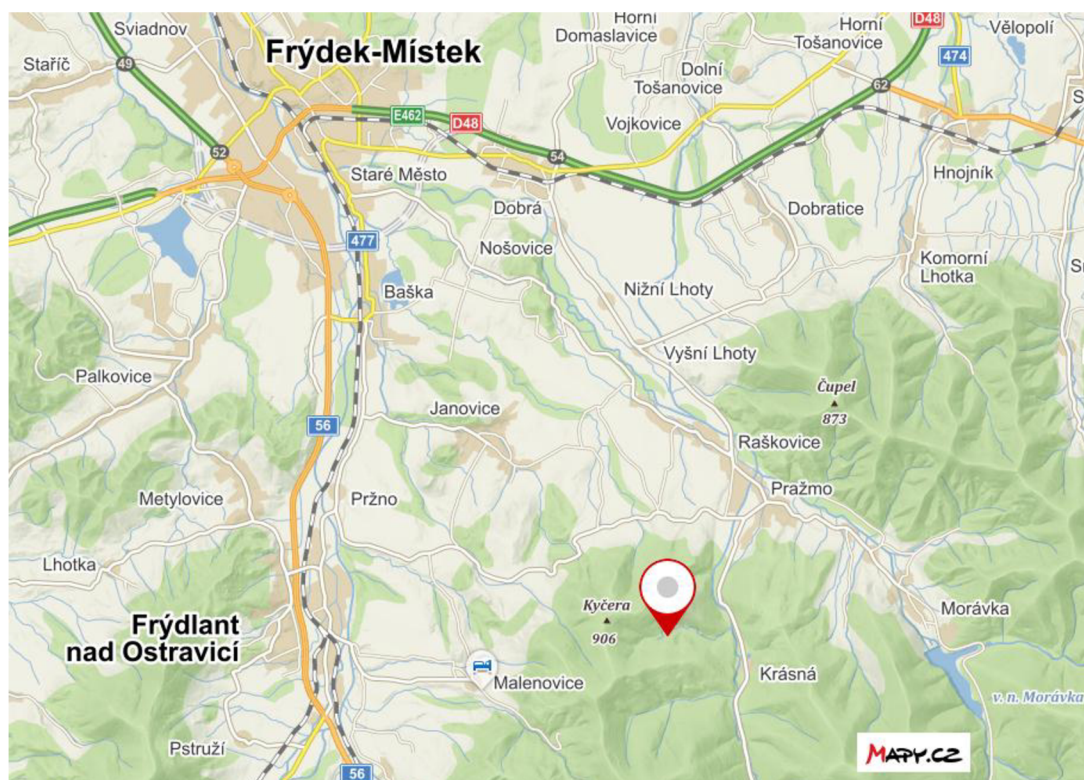 Sviadnov
Horní
Domaslavice
Horní
Tošanovice
D48
Vělopolí
Staříč
49
Frýdek-Místek
474
Dolní
Tošanovice
62
E462
D48
Vojkovice
52
54
Hnojník
Staré Město
Dobrá
Dobratice
477
Nošovice
Komorní
Lhotka
Baška
Nižní Lhoty
Vyšní Lhoty
Palkovice
Čupel
873
Janovice
56
Raškovice
Metylovice
Pržno
Pražmo
Lhotka
Kyčera
906
Morávka
Frýdlant
nad Ostravicí
Malenovice
Krásná
v. n. Morávka
Pstruží
56
MAPY.CZ